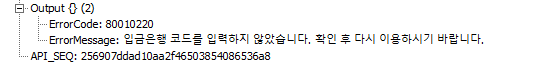 Output {} (2)
ErrorCode: 80010220
ErrorMessage: 입금은행 코드를 입력하지 않았습니다. 확인 후 다시 이용하시기 바랍니다.
API_SEQ: 256907ddad10aa2f46503854086536a8